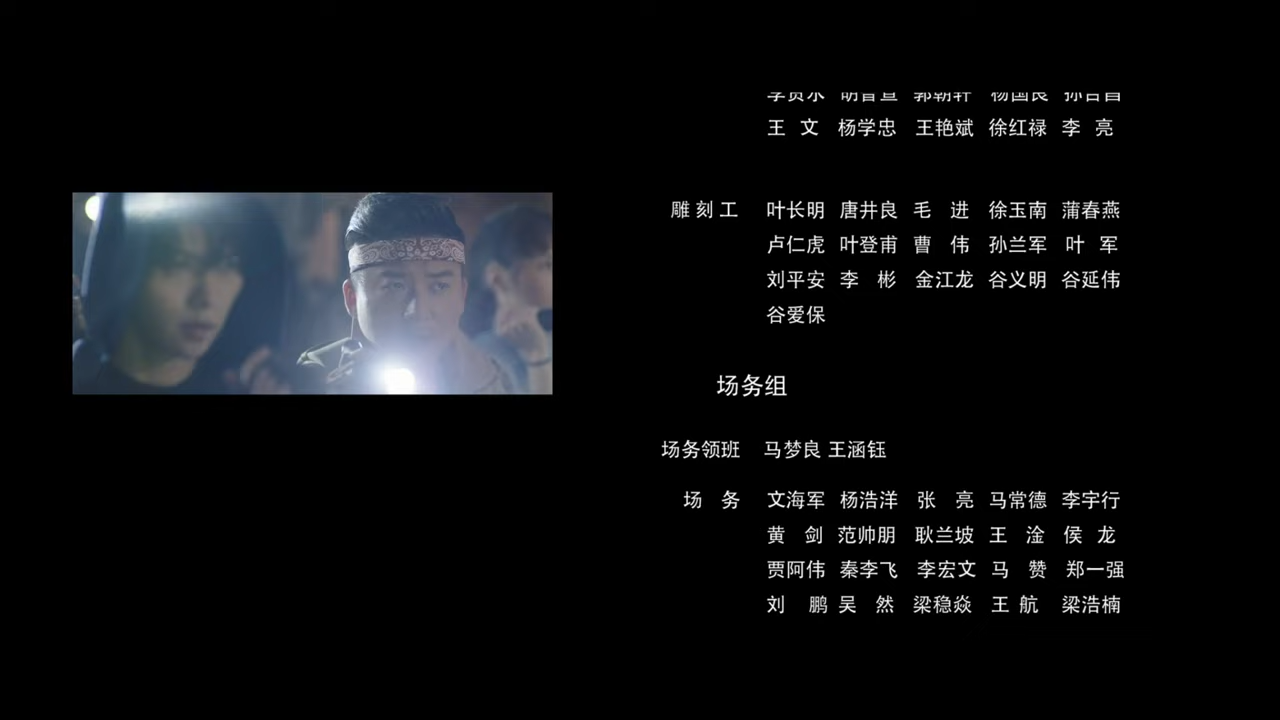 王 文 杨学忠 王艳斌 徐红禄 李 亮
雕刻工 叶长明 唐井良 毛 进 徐玉南 蒲春燕
卢仁虎 叶登甫 曹 伟 孙兰军 叶 军
刘平安 李 彬 金江龙 谷义明 谷延伟
谷爱保
场务组
场务领班 马梦良 王涵钰
场 务 文海军 杨浩洋 张 亮 马常德 李宇行
黄 剑 范帅朋 耿兰坡 王 淦 侯 龙
贾阿伟 秦李飞 李宏文 马 赞 郑一强
刘 鹏 吴 然 梁稳焱 王 航 梁浩楠